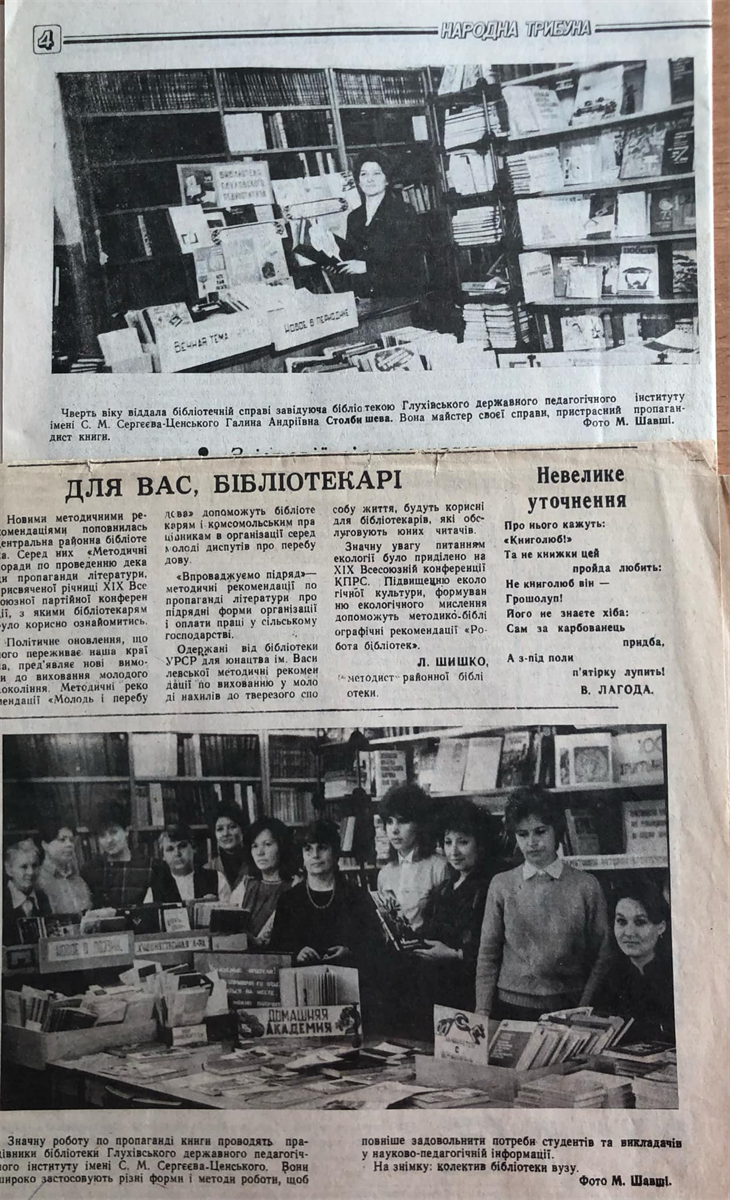 4
НАРОДНА ТРИБУНА
БИБЛИОТЕКА
ГЛУХОВСКОГО
ПЕДИНСТИТУТА
ВЕЧНАЯ ТЕМА
НОВОЕ В ПЕРИОДИКЕ
Чверть віку віддала бібліотечній справі завідуюча бібліотекою Глухівського державного педагогічного інституту
імені С. М. Сергєєва-Ценського Галина Андріївна Столбишева. Вона майстер своєї справи, пристрасний пропаган-
дист книги.
Фото М. Шавші.
ДЛЯ ВАС, БІБЛІОТЕКАРІ
Новими методичними ре-
комендаціями поповнилась
центральна районна бібліоте
ка. Серед них «Методичні
поради по проведенню дека
ди пропаганди літератури,
присвяченої річниці XIX Все
союзної партійної конферен
ції, з якими бібліотекарям
було корисно ознайомитись.
Політичне оновлення, що
його переживає наша краї
на, пред'являє нові вимо-
ги до виховання молодого
покоління. Методичні реко
мендації «Молодь і перебу
дова» допоможуть бібліоте
карям і комсомольським пра
цівникам в організації серед
молоді диспутів про перебу
дову.
«Впроваджуємо підряд»—
методичні рекомендації по
пропаганді літератури про
підрядні форми організації
і оплати праці у сільському
господарстві.
Одержані від бібліотеки
УРСР для юнацтва ім. Васи
левської методичні рекомен
дації по вихованню у моло
ді нахилів до тверезого спо
собу життя, будуть корисні
для бібліотекарів, які обс-
луговують юних читачів.
Значну увагу питанням
екології було приділено на
XIX Всесоюзній конференції
КПРС. Підвищецню еколо
гічної культури, формуван
ню екологічного мислення
допоможуть методико-біблі
ографічні рекомендації «Ро-
бота бібліотек».
Л. ШИШКО,
методист районної біблі
отеки.
Невелике
уточнення
Про нього кажуть:
«Книголюб!»
Та не книжки цей
пройда любить:
Не книголюб він —
Грошолуп!
Його не знаєте хіба:
Сам за карбованець
придба,
А з-під поли
п'ятірку лупить!
В. ЛАГОДА.
НОВОЕ В
ДОМАШНЯЯ
АКАДЕМИЯ
Значну роботу по пропаганді книги проводять пра-
цівники бібліотеки Глухівського державного педагогіч-
ного інституту імені С. М. Сергєєва-Ценського. Вони
широко застосовують різні форми і методи роботи, щоб
повніше задовольнити потреби студентів та викладачів
у науково-педагогічній інформації.
На знімку: колектив бібліотеки вузу.
Фото М. Шавші.